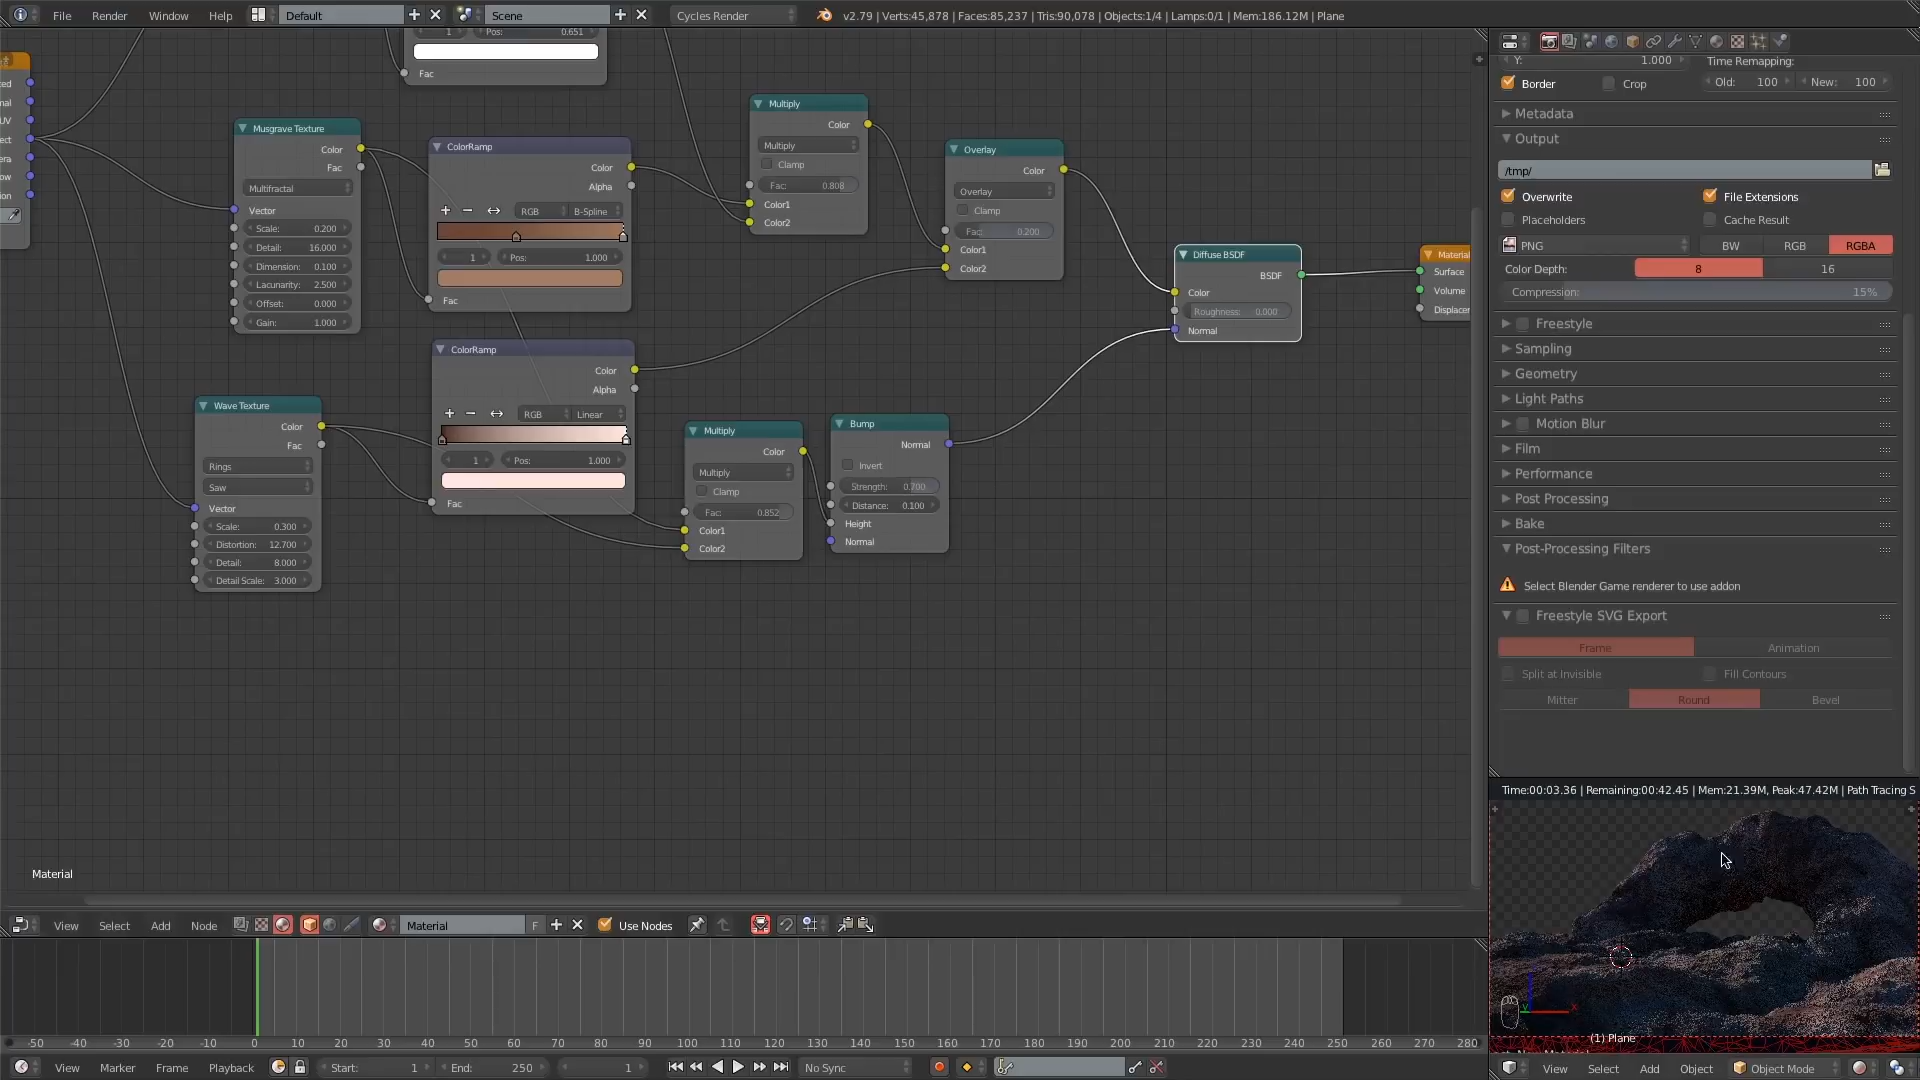 File Render Window Help Default Scene Cycles Render v2.79 | Verts:45,878 | Faces:85,237 | Tris:90,078 | Objects:1/4 | Lamps:0/1 | Mem:186.12M | Plane
1 Pos: 0.651
Fac
UV
Musgrave Texture
Color
Fac
Multifractal
Vector
Scale: 0.200
Detail: 16.000
Dimension: 0.100
Lacunarity: 2.500
Offset: 0.000
Gain: 1.000
ColorRamp
Color
Alpha
RGB B-Spline
1 Pos: 1.000
Fac
Multiply
Color
Multiply
Clamp
Fac: 0.808
Color1
Color2
Overlay
Color
Overlay
Clamp
Fac: 0.200
Color1
Color2
Diffuse BSDF
BSDF
Color
Roughness: 0.000
Normal
Material
Surface
Volume
Displacer
Wave Texture
Color
Fac
Rings
Saw
Vector
Scale: 0.300
Distortion: 12.700
Detail: 8.000
Detail Scale: 3.000
ColorRamp
Color
Alpha
RGB Linear
1 Pos: 1.000
Fac
Multiply
Color
Multiply
Clamp
Fac: 0.852
Color1
Color2
Bump
Normal
Invert
Strength: 0.700
Distance: 0.100
Height
Normal
Material
View Select Add Node Material F Use Nodes
-50 -40 -30 -20 -10 0 10 20 30 40 50 60 70 80 90 100 110 120 130 140 150 160 170 180 190 200 210 220 230 240 250 260 270 280
View Marker Frame Playback Start: 1 End: 250 1 No Sync
Y: 1.000 Time Remapping:
Border Crop Old: 100 New: 100
Metadata
Output
/tmp/
Overwrite File Extensions
Placeholders Cache Result
PNG BW RGB RGBA
Color Depth: 8 16
Compression: 15%
Freestyle
Sampling
Geometry
Light Paths
Motion Blur
Film
Performance
Post Processing
Bake
Post-Processing Filters
Select Blender Game renderer to use addon
Freestyle SVG Export
Frame Animation
Split at Invisible Fill Contours
Mitter Round Bevel
Time:00:03.36 | Remaining:00:42.45 | Mem:21.39M, Peak:47.42M | Path Tracing S
(1) Plane
View Select Add Object Object Mode